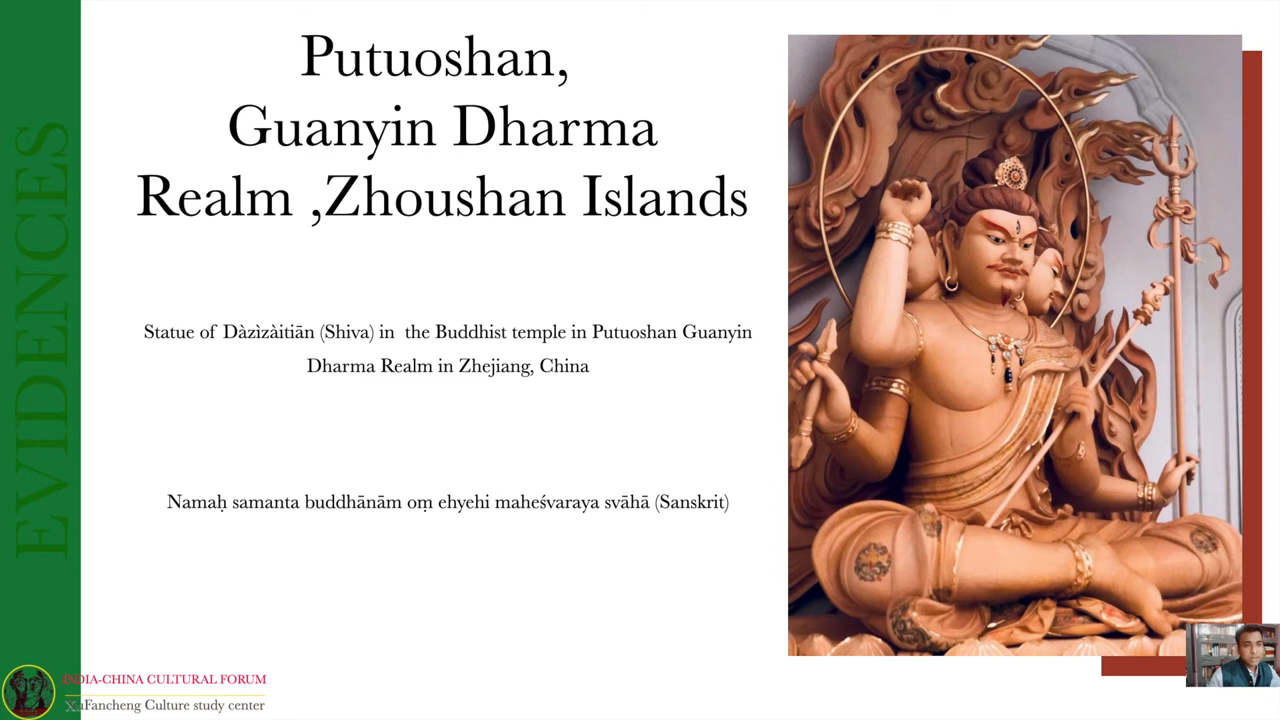 EVIDENCES
Putuoshan,
Guanyin Dharma
Realm ,Zhoushan Islands
Statue of Dàzìzàitiān (Shiva) in the Buddhist temple in Putuoshan Guanyin
Dharma Realm in Zhejiang, China
Namaḥ samanta buddhānām oṃ ehyehi maheśvaraya svāhā (Sanskrit)
INDIA-CHINA CULTURAL FORUM
XuFancheng Culture study center